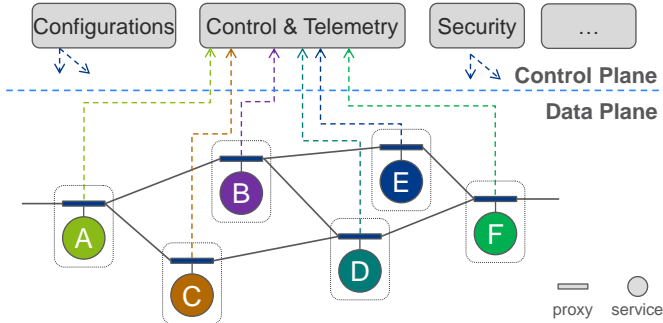 Configurations
Control & Telemetry
Security
...
Control Plane
Data Plane
B
E
A
F
D
C
proxy
service